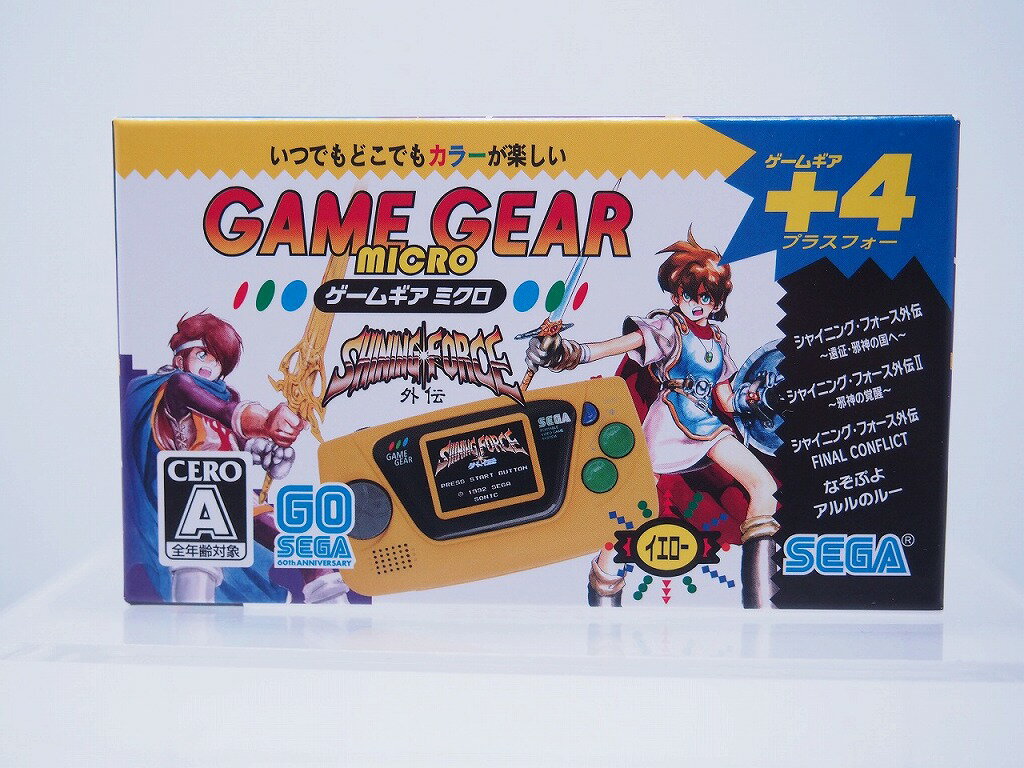 いつでもどこでもカラーが楽しい
GAME GEAR
MICRO
ゲームギア ミクロ
SHINING FORCE
外伝
ゲームギア
+4
プラスフォー
シャイニング・フォース外伝
～遠征・邪神の国へ～
シャイニング・フォース外伝Ⅱ
～邪神の覚醒～
シャイニング・フォース外伝
FINAL CONFLICT
なぞぷよ
アルルのルー
SEGA®
CERO
A
全年齢対象
GO
SEGA
60th ANNIVERSARY
GAME
GEAR
SHINING FORCE
外伝
PRESS START BUTTON
© 1992 SEGA
SONIC
SEGA
イエロー